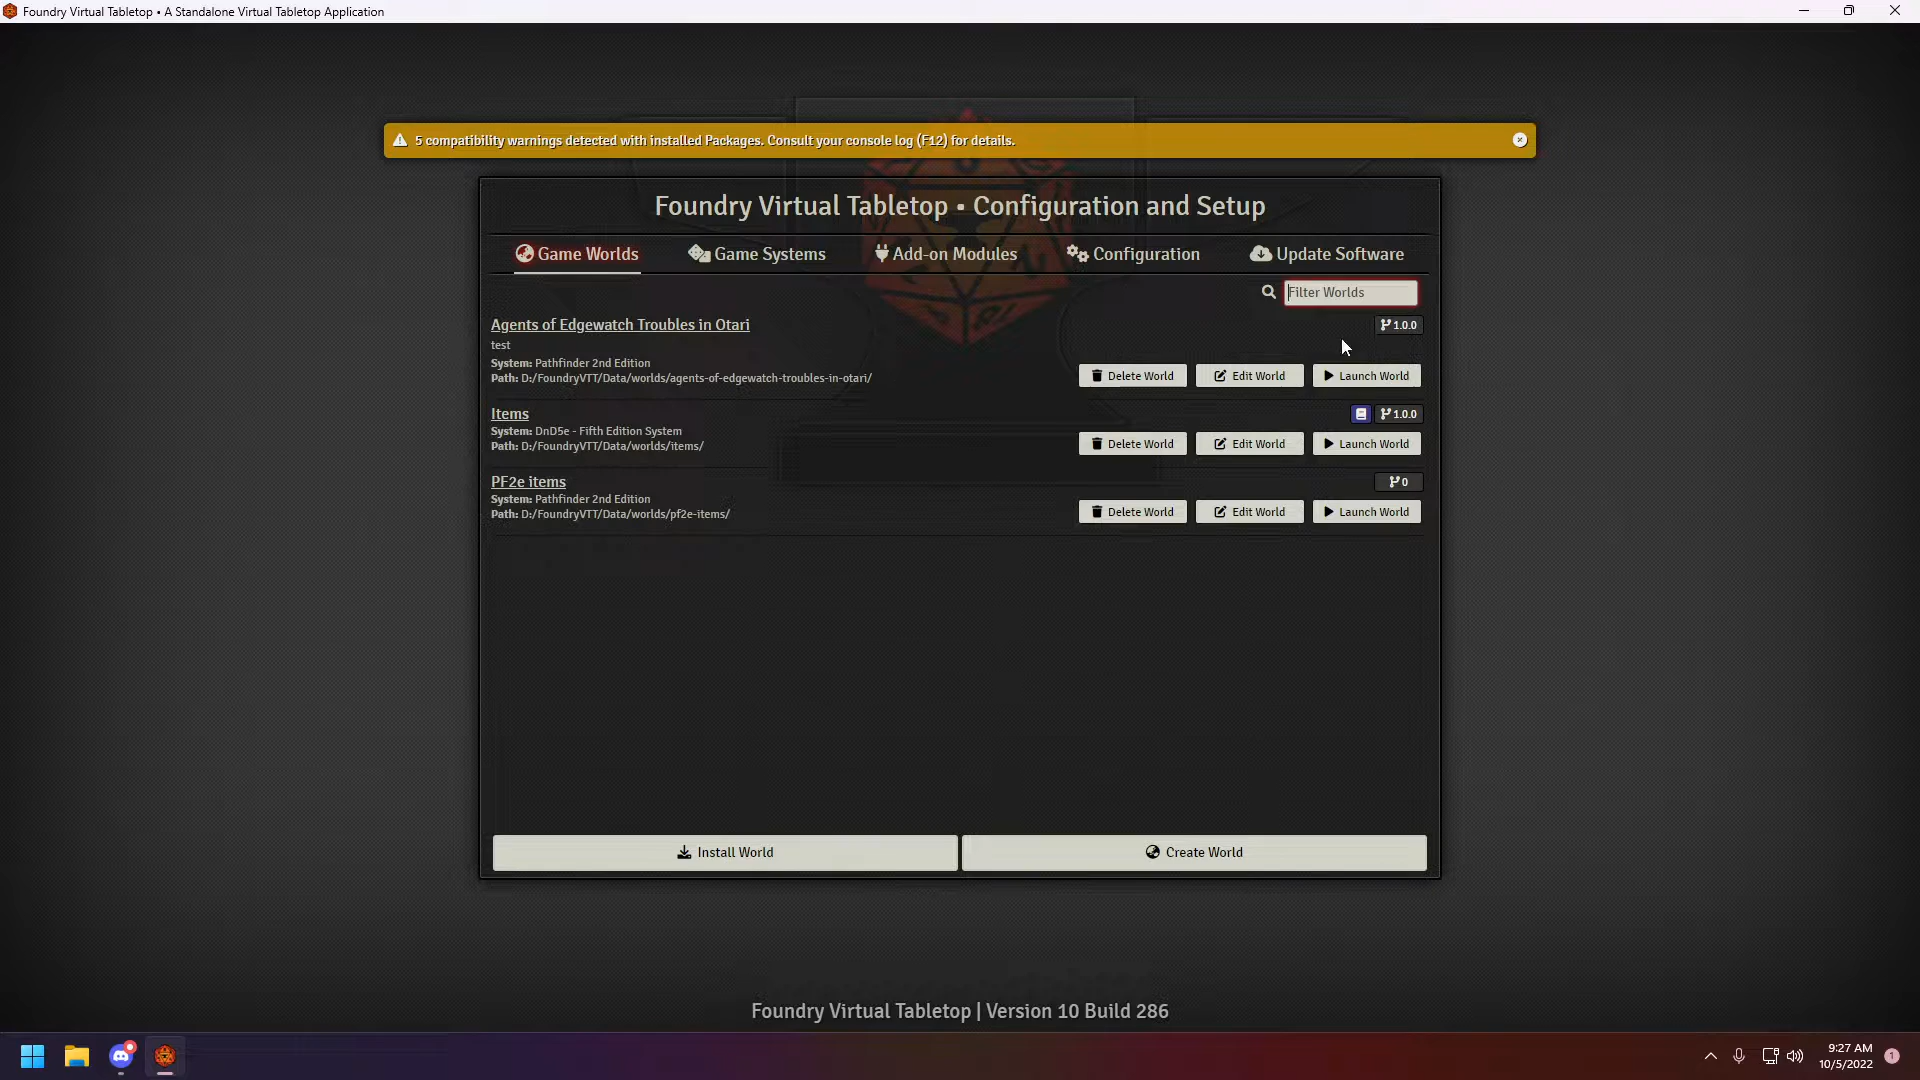 Foundry Virtual Tabletop • A Standalone Virtual Tabletop Application
5 compatibility warnings detected with installed Packages. Consult your console log (F12) for details.
Foundry Virtual Tabletop • Configuration and Setup
Game Worlds Game Systems Add-on Modules Configuration Update Software
Filter Worlds
Agents of Edgewatch Troubles in Otari 1.0.0
test
System: Pathfinder 2nd Edition
Path: D:/FoundryVTT/Data/worlds/agents-of-edgewatch-troubles-in-otari/
Delete World Edit World Launch World
Items 1.0.0
System: DnD5e - Fifth Edition System
Path: D:/FoundryVTT/Data/worlds/items/
Delete World Edit World Launch World
PF2e items 0
System: Pathfinder 2nd Edition
Path: D:/FoundryVTT/Data/worlds/pf2e-items/
Delete World Edit World Launch World
Install World Create World
Foundry Virtual Tabletop | Version 10 Build 286
9:27 AM
10/5/2022
1